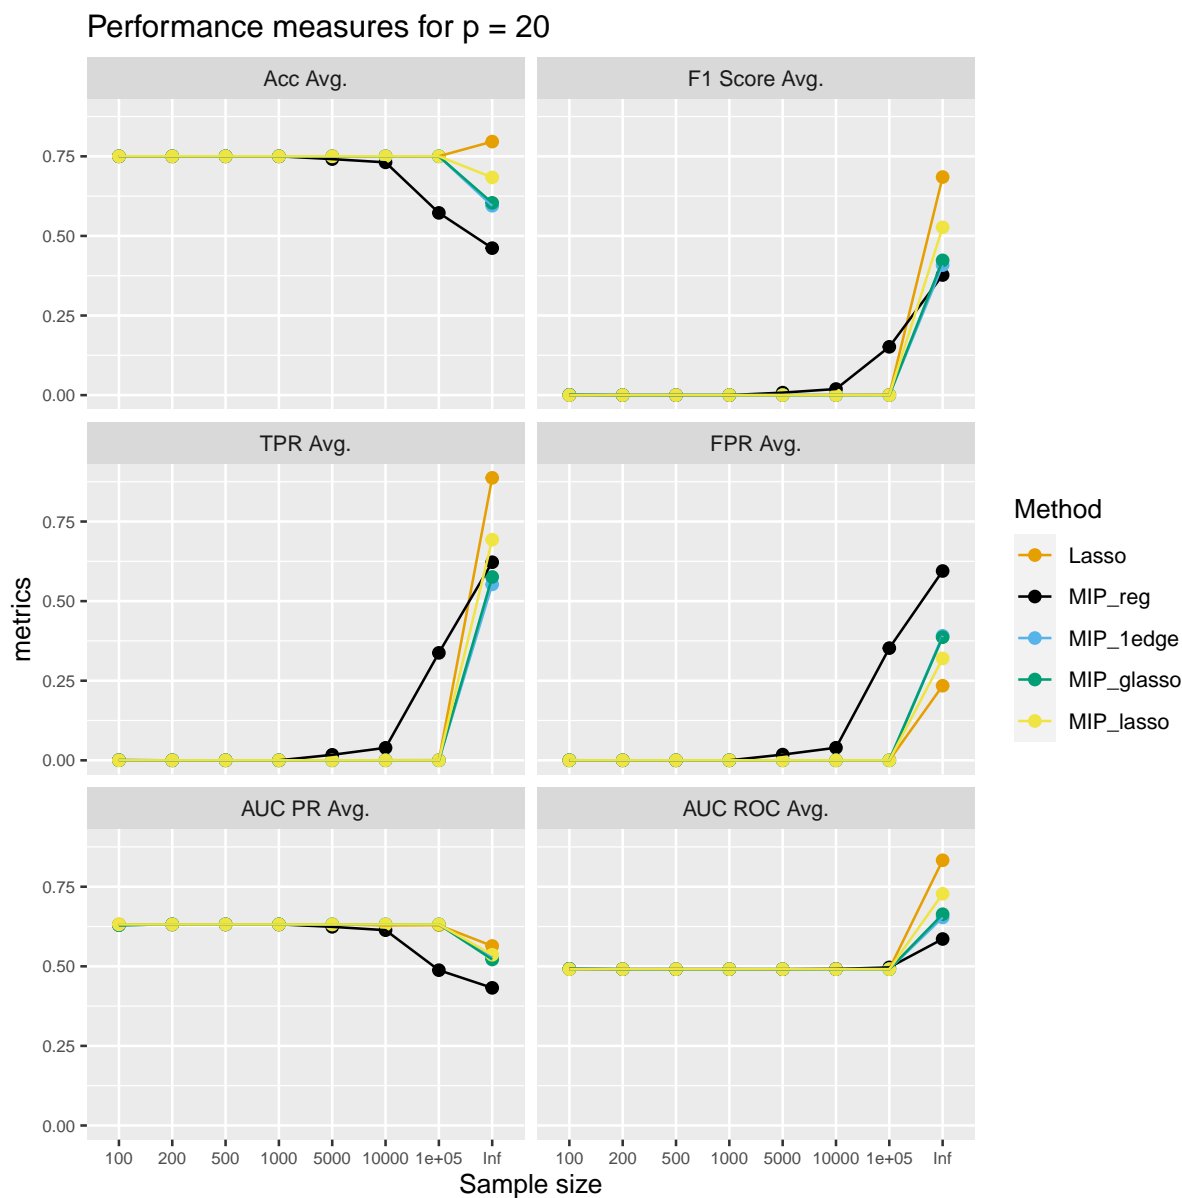 Performance measures for p = 20
Acc Avg.
F1 Score Avg.
0.75
0.50
0.25
0.00
TPR Avg.
FPR Avg.
0.75
0.50
0.25
0.00
AUC PR Avg.
AUC ROC Avg.
0.75
0.50
0.25
0.00
100 200 500 1000 5000 10000 1e+05 Inf
100 200 500 1000 5000 10000 1e+05 Inf
Sample size
metrics
Method
Lasso
MIP_reg
MIP_1edge
MIP_glasso
MIP_lasso